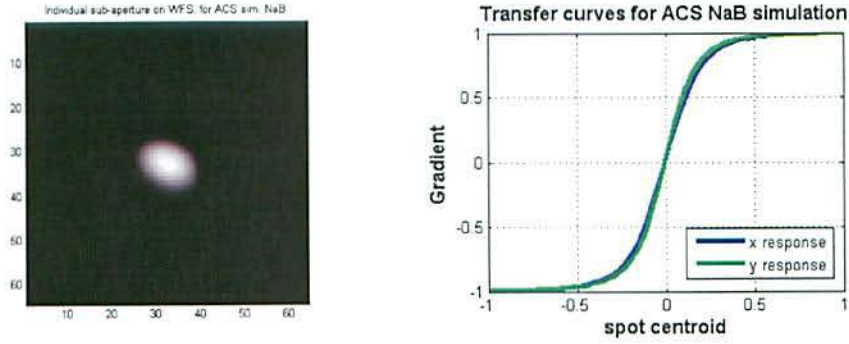 Individual sub-aperture on WFS, for ACS sim. NaB
10
20
30
40
50
60
10 20 30 40 50 60
Transfer curves for ACS NaB simulation
1
0.5
0
-0.5
-1
Gradient
x response
y response
-1 -0.5 0 0.5 1
spot centroid